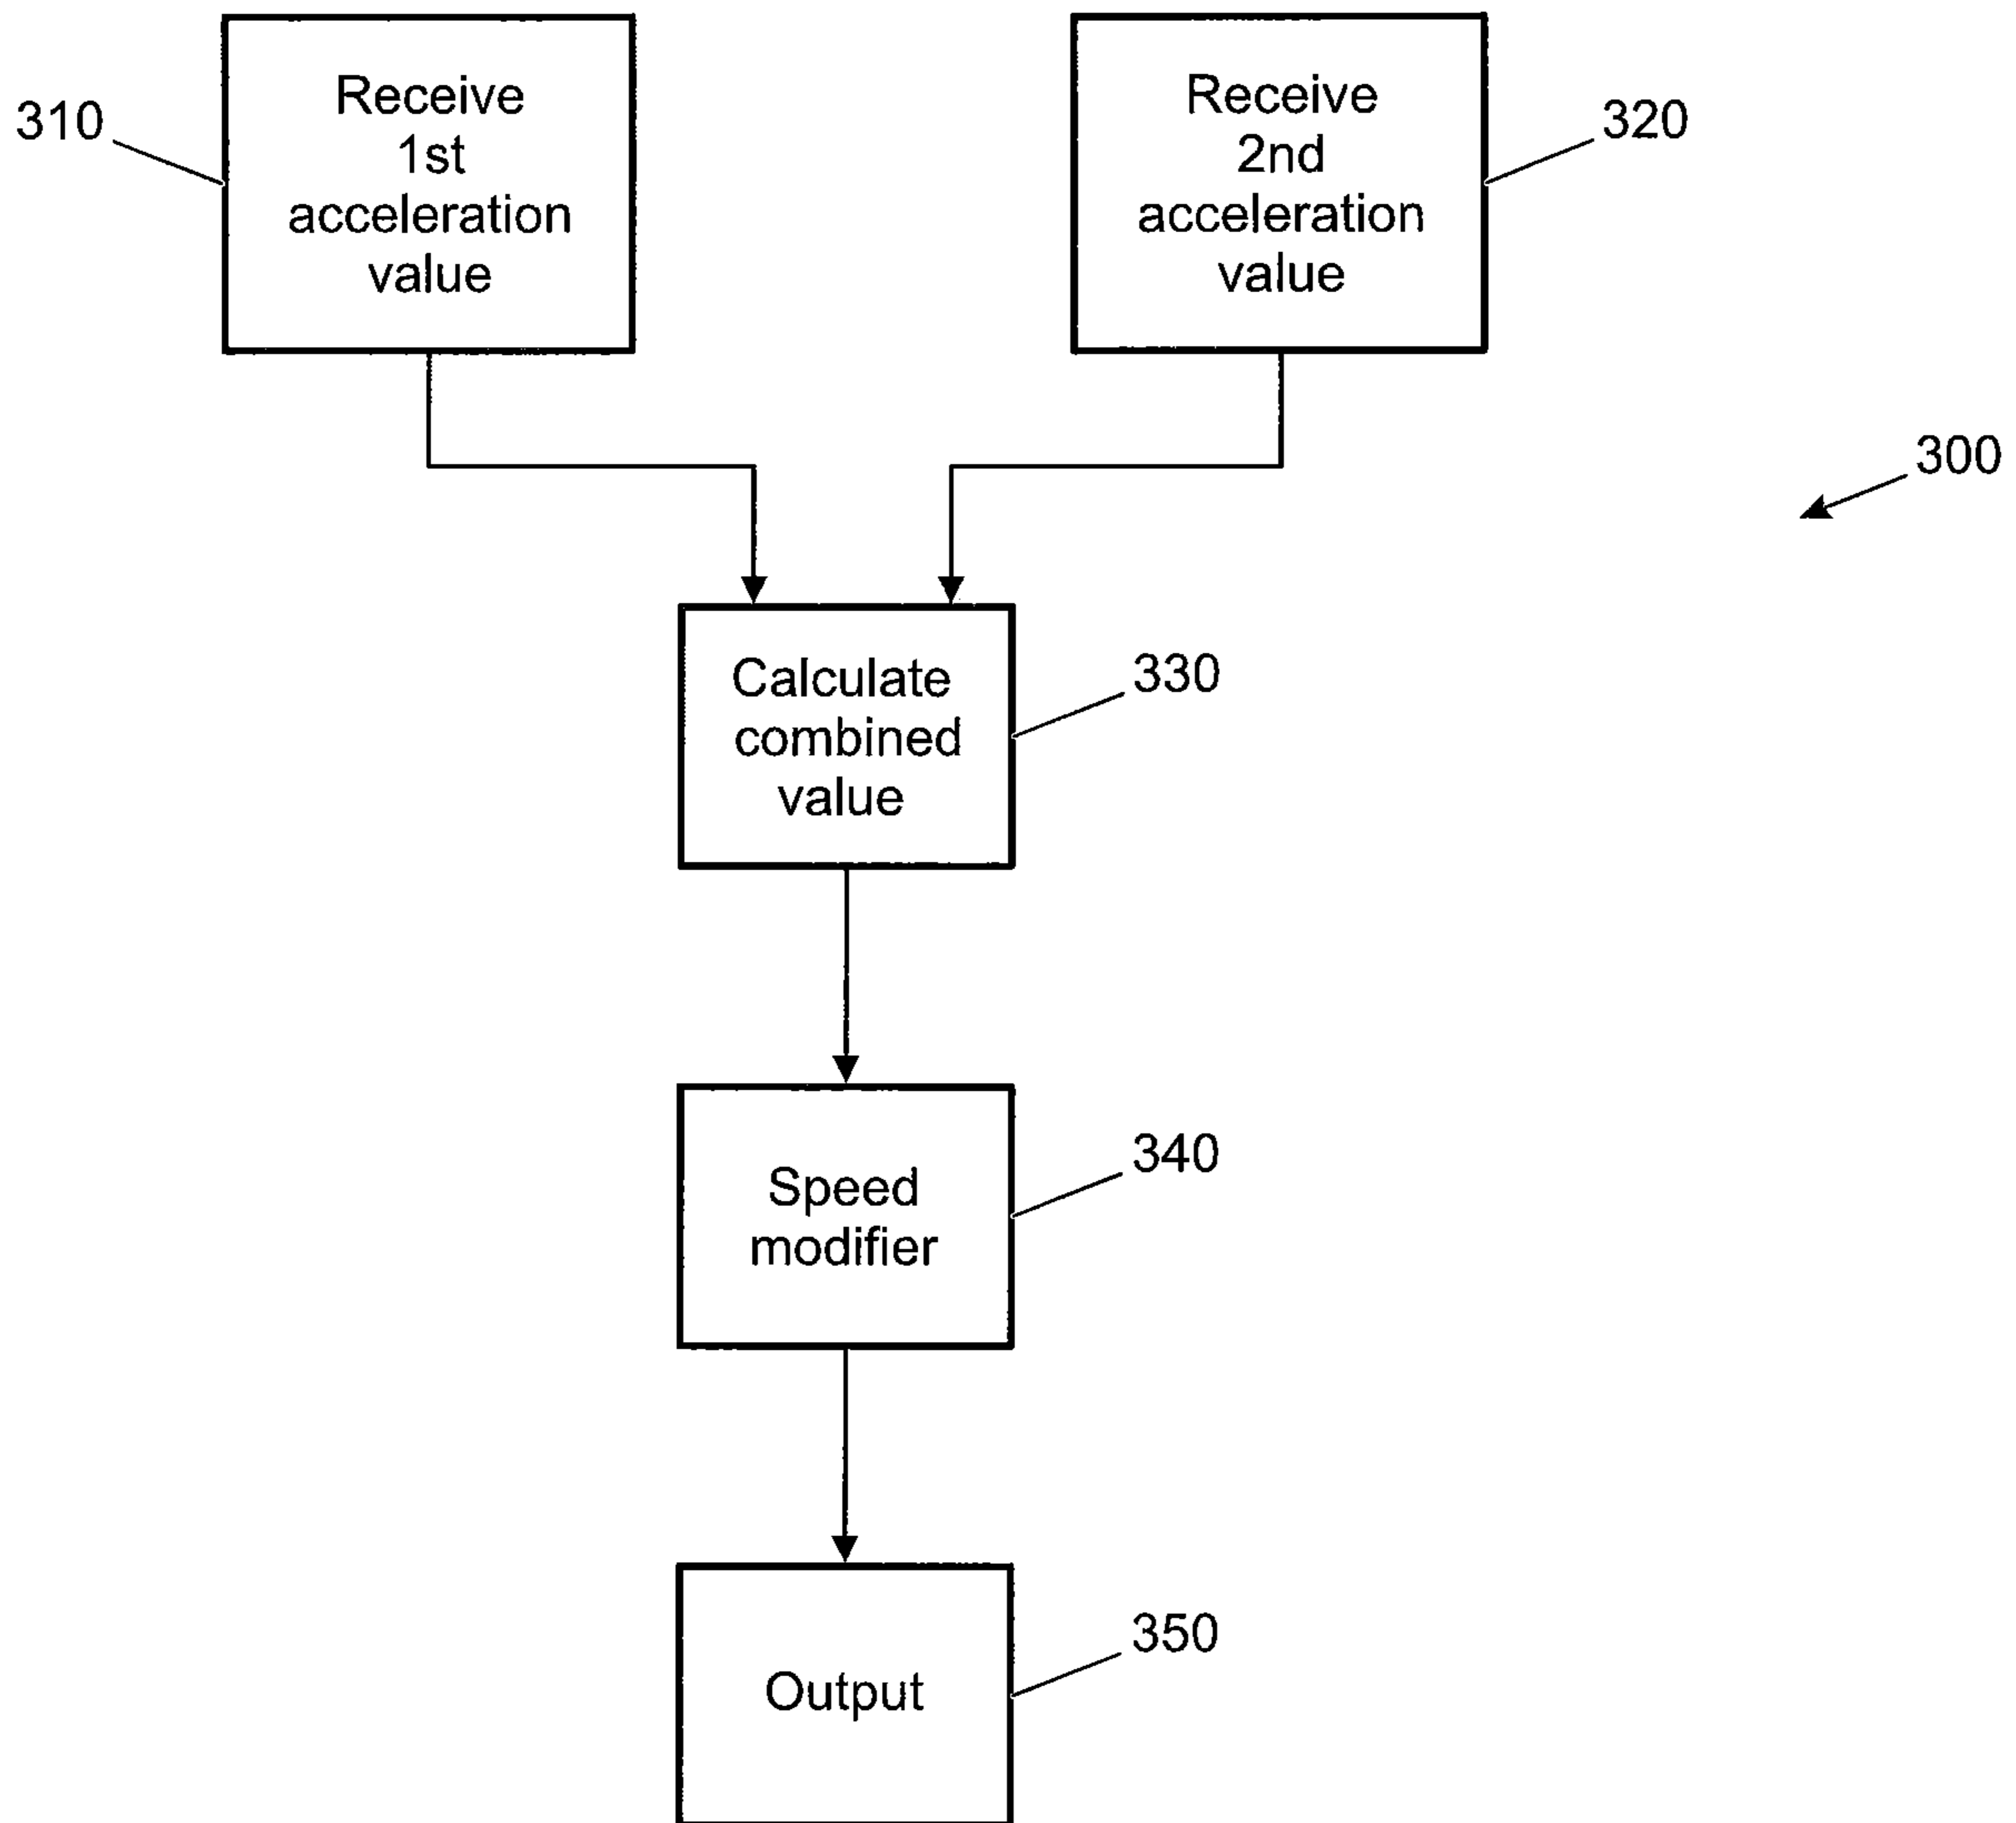 310
Receive
1st
acceleration
value
Receive
2nd
acceleration
value
320
300
Calculate
combined
value
330
Speed
modifier
340
Output
350